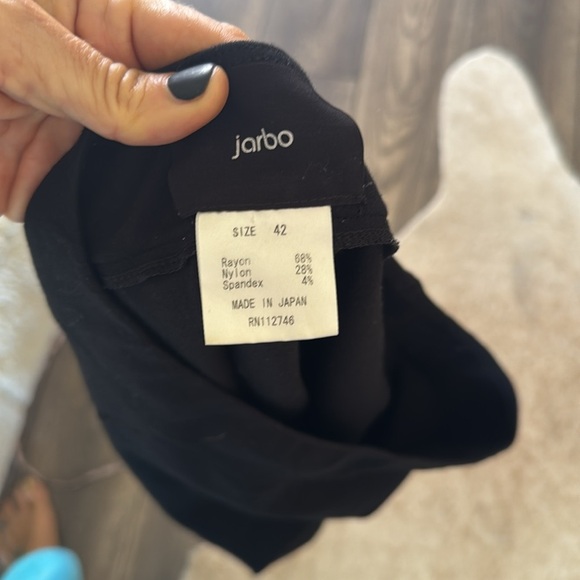 jarbo
SIZE 42
Rayon 68%
Nylon 28%
Spandex 4%
MADE IN JAPAN
RN112746